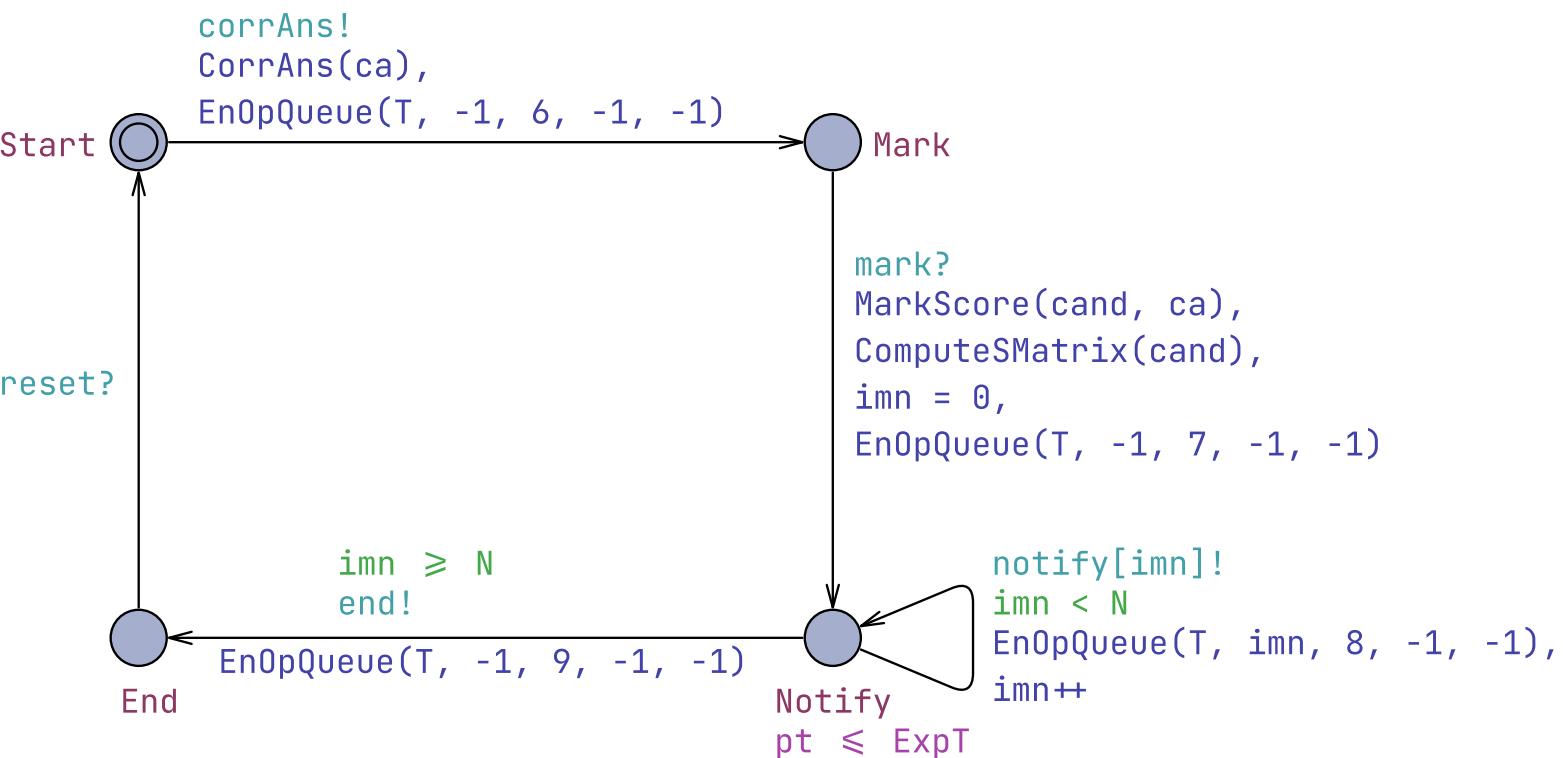 corrAns!
CorrAns(ca),
EnOpQueue(T, -1, 6, -1, -1)
Start
Mark
mark?
MarkScore(cand, ca),
ComputeSMatrix(cand),
imn = 0,
EnOpQueue(T, -1, 7, -1, -1)
reset?
imn ⩾ N
end!
EnOpQueue(T, -1, 9, -1, -1)
notify[imn]!
imn < N
EnOpQueue(T, imn, 8, -1, -1),
imn++
End
Notify
pt ⩽ ExpT